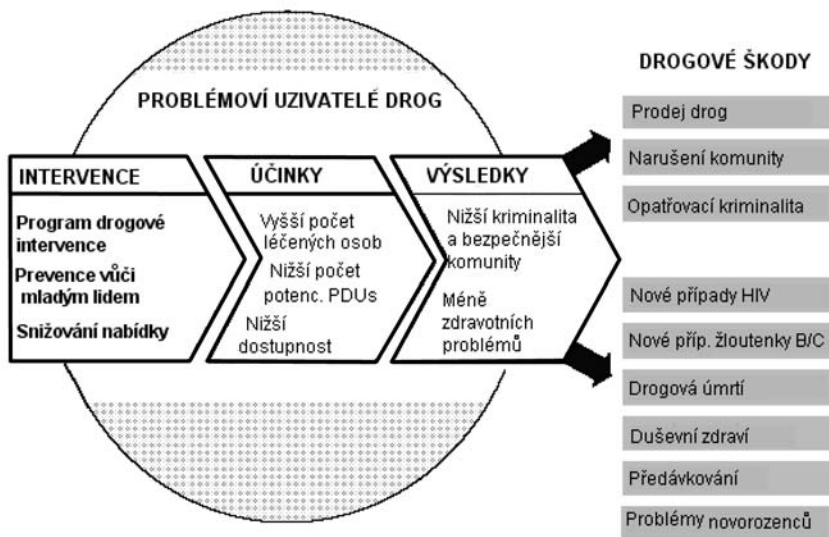 PROBLÉMOVÍ UZIVATELÉ DROG
INTERVENCE
Program drogové
intervence
Prevence vůči
mladým lidem
Snižování nabídky
ÚČINKY
Vyšší počet
léčených osob
Nižší počet
potenc. PDUs
Nižší
dostupnost
VÝSLEDKY
Nižší kriminalita
a bezpečnější
komunity
Méně
zdravotních
problémů
DROGOVÉ ŠKODY
Prodej drog
Narušení komunity
Opatřovací kriminalita
Nové případy HIV
Nové příp. žloutenky B/C
Drogová úmrtí
Duševní zdraví
Předávkování
Problémy novorozenců